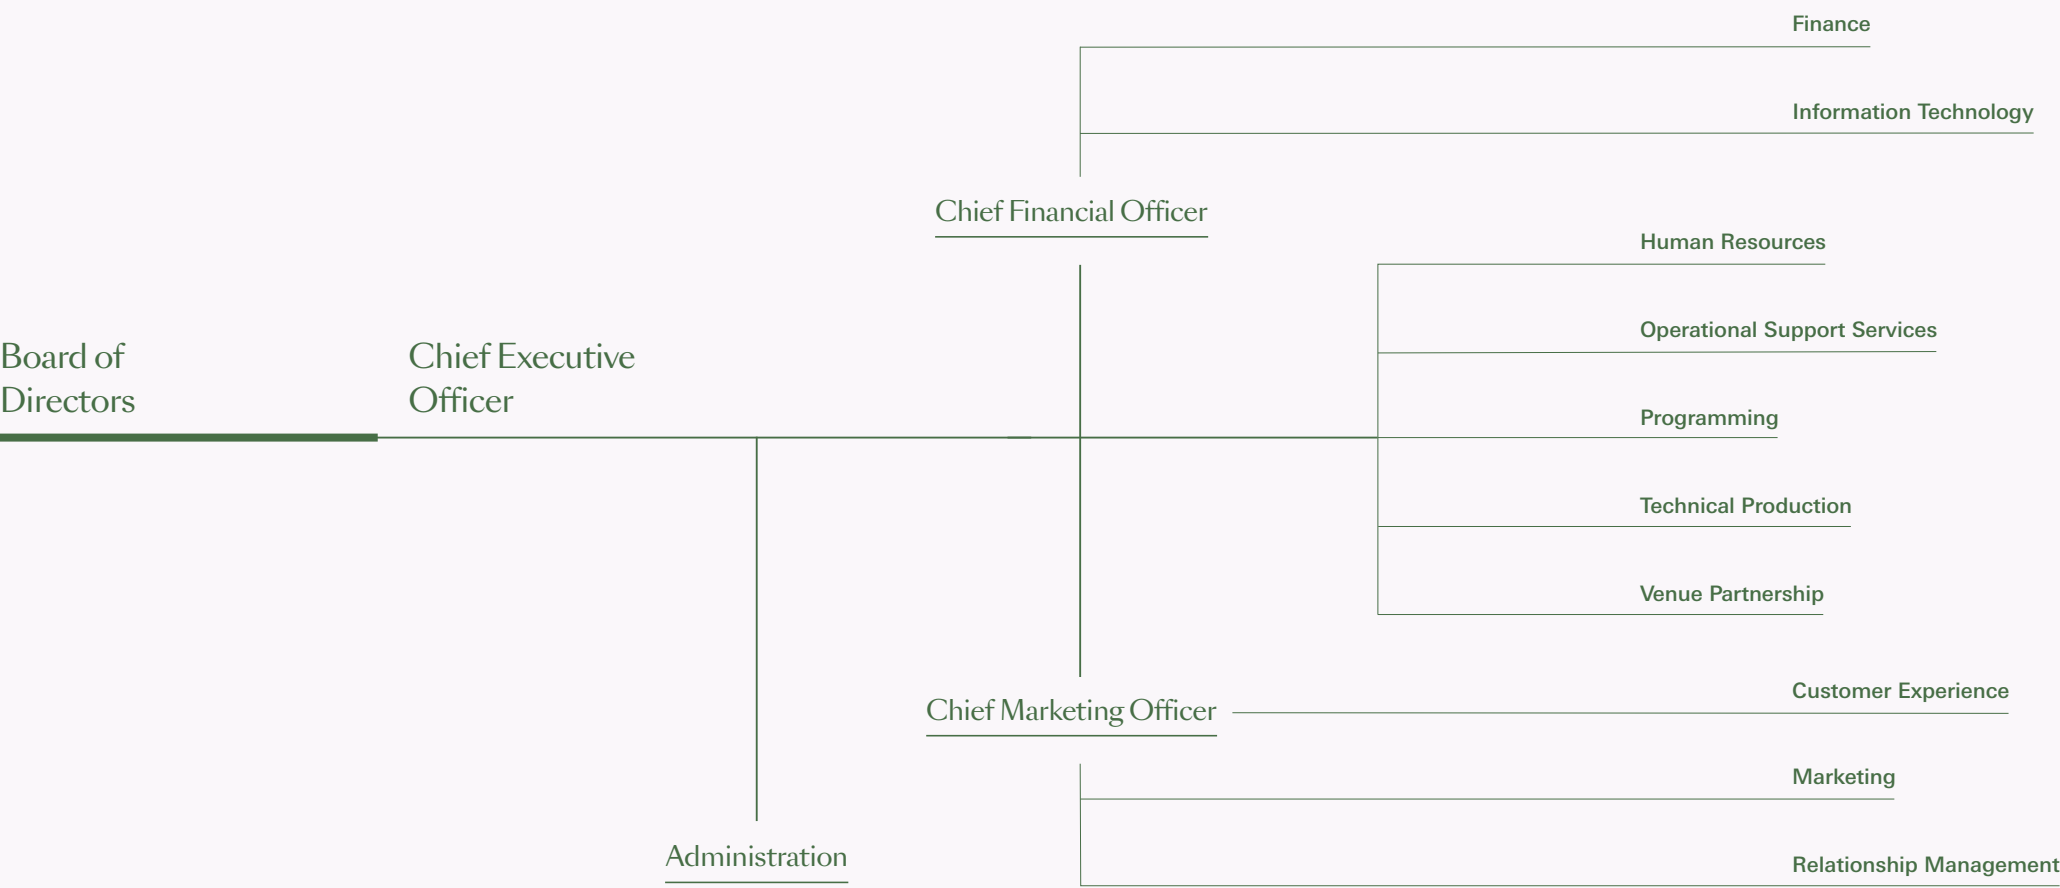 Finance
Information Technology
Chief Financial Officer
Human Resources
Operational Support Services
Board of
Directors
Chief Executive
Officer
Programming
Technical Production
Venue Partnership
Customer Experience
Chief Marketing Officer
Marketing
Administration
Relationship Management